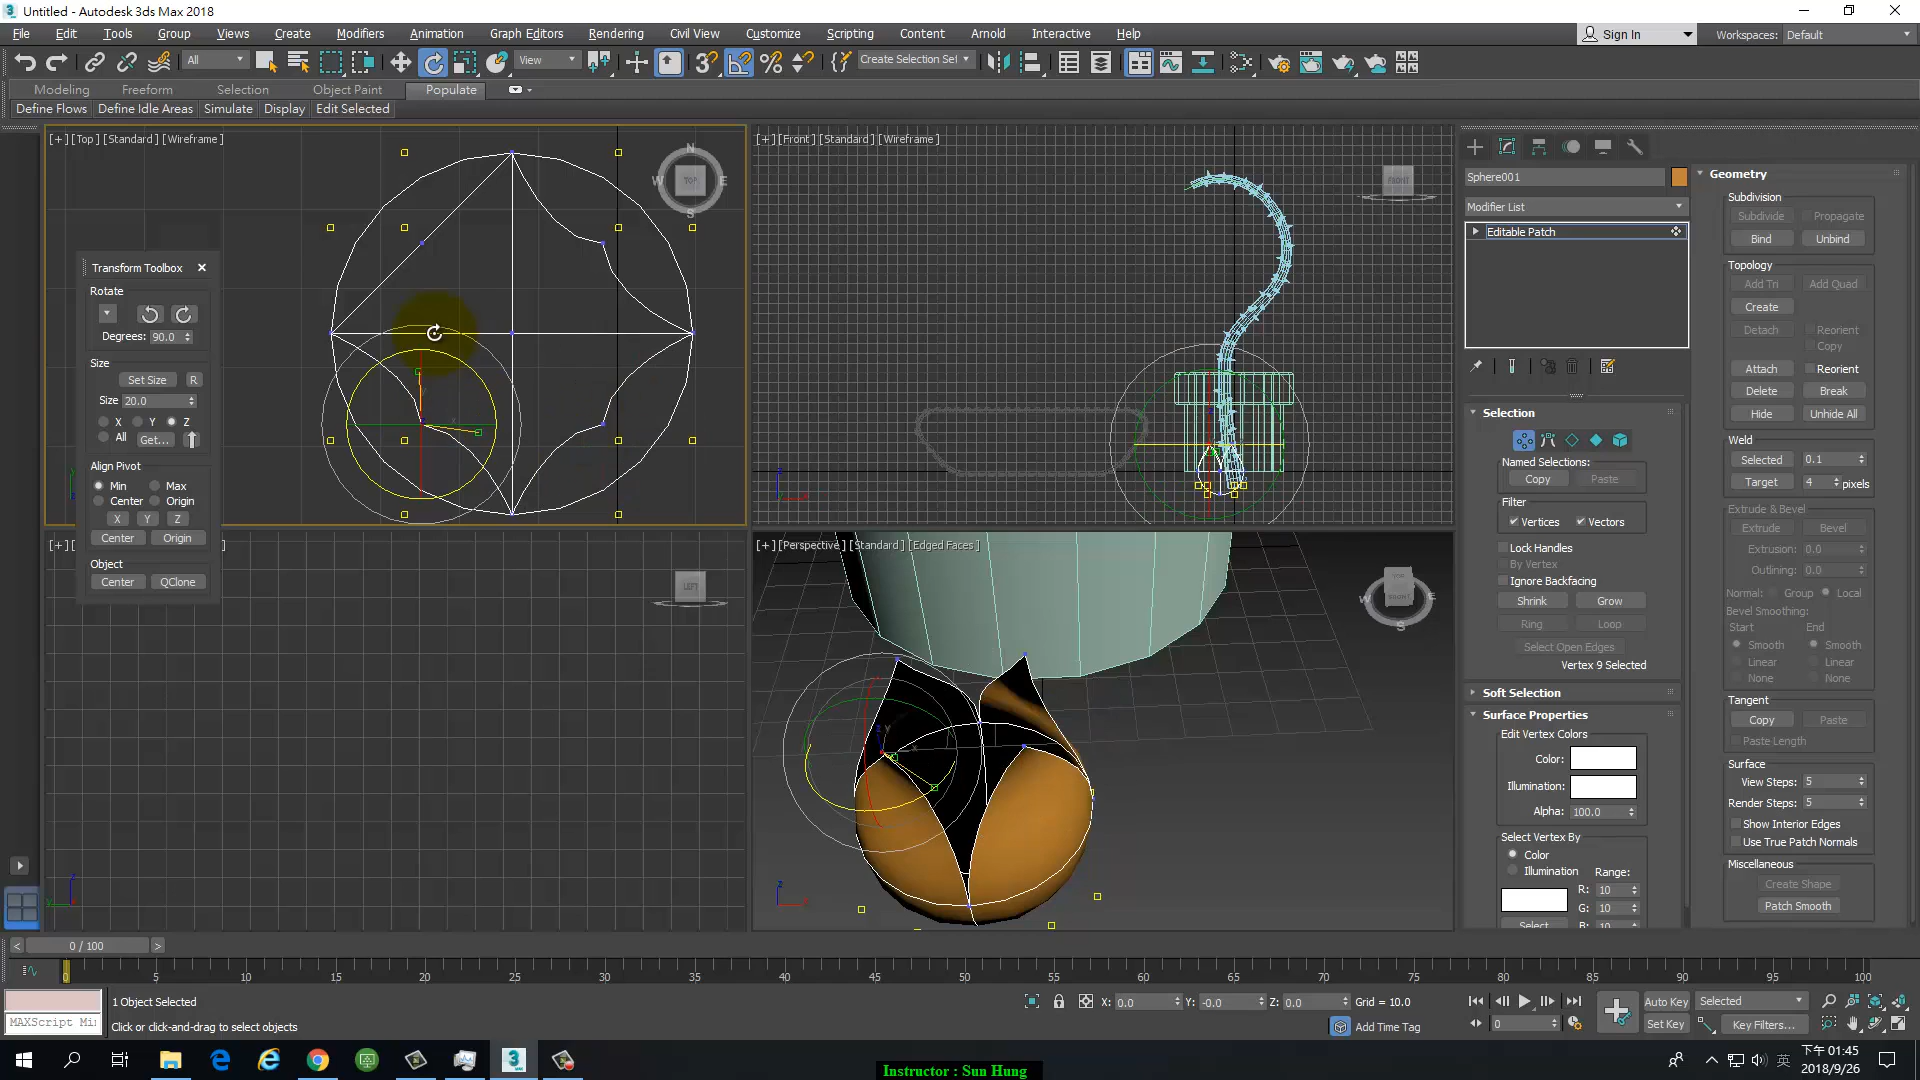 Untitled - Autodesk 3ds Max 2018
File Edit Tools Group Views Create Modifiers Animation Graph Editors Rendering Civil View Customize Scripting Content Arnold Interactive Help
Sign In
Workspaces: Default
All
View
Create Selection Set
Modeling Freeform Selection Object Paint Populate
Define Flows Define Idle Areas Simulate Display Edit Selected
[+] [Top] [Standard] [Wireframe]
N
W TOP E
S
Transform Toolbox
Rotate
Degrees: 90.0
Size
Set Size R
Size 20.0
X Y Z
All Get...
Align Pivot
Min Max
Center Origin
X Y Z
Center Origin
Object
Center QClone
[+] [Front] [Standard] [Wireframe]
FRONT
LEFT
[+] [Perspective] [Standard] [Edged Faces]
TOP
FRONT
W E
S
Sphere001
Modifier List
Editable Patch
Selection
Named Selections:
Copy Paste
Filter
Vertices Vectors
Lock Handles
By Vertex
Ignore Backfacing
Shrink Grow
Ring Loop
Select Open Edges
Vertex 9 Selected
Soft Selection
Surface Properties
Edit Vertex Colors
Color:
Illumination:
Alpha: 100.0
Select Vertex By
Color
Illumination Range:
R: 10
G: 10
B: 10
Select
Geometry
Subdivision
Subdivide Propagate
Bind Unbind
Topology
Add Tri Add Quad
Create
Detach Reorient
Copy
Attach Reorient
Delete Break
Hide Unhide All
Weld
Selected 0.1
Target 4 pixels
Extrude & Bevel
Extrude Bevel
Extrusion: 0.0
Outlining: 0.0
Normal: Group Local
Bevel Smoothing:
Start End
Smooth Smooth
Linear Linear
None None
Tangent
Copy Paste
Paste Length
Surface
View Steps: 5
Render Steps: 5
Show Interior Edges
Use True Patch Normals
Miscellaneous
Create Shape
Patch Smooth
0 / 100
0 5 10 15 20 25 30 35 40 45 50 55 60 65 70 75 80 85 90 95 100
1 Object Selected
MAXScript Mi
Click or click-and-drag to select objects
X: 0.0 Y: -0.0 Z: 0.0 Grid = 10.0
Add Time Tag
0
Auto Key Selected
Set Key Key Filters...
英
下午 01:45
2018/9/26
Instructor : Sun Hung